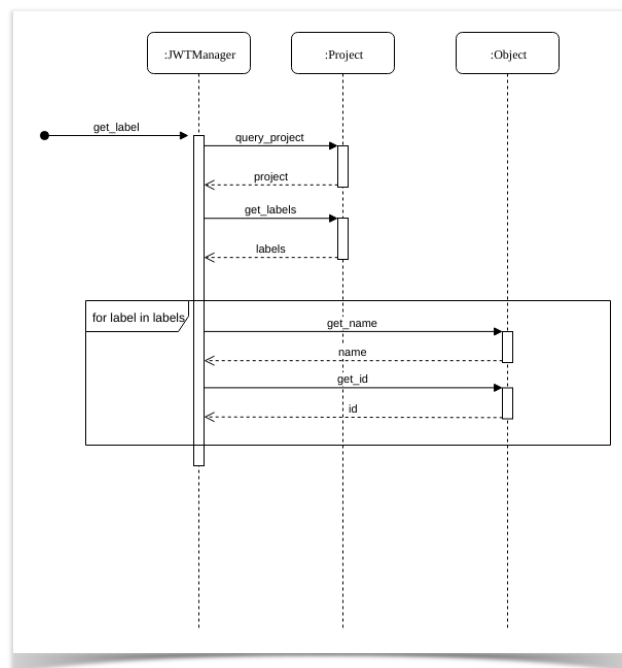 :JWTManager
:Project
:Object
get_label
query_project
project
get_labels
labels
for label in labels
get_name
name
get_id
id